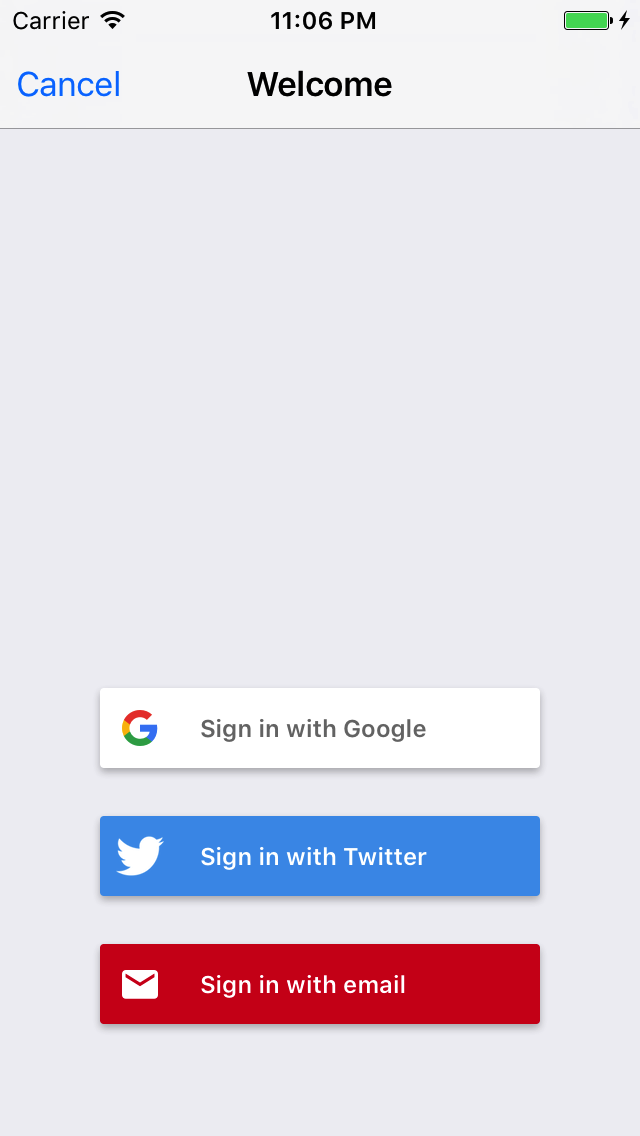 Carrier 11:06 PM
Cancel Welcome
Sign in with Google
Sign in with Twitter
Sign in with email